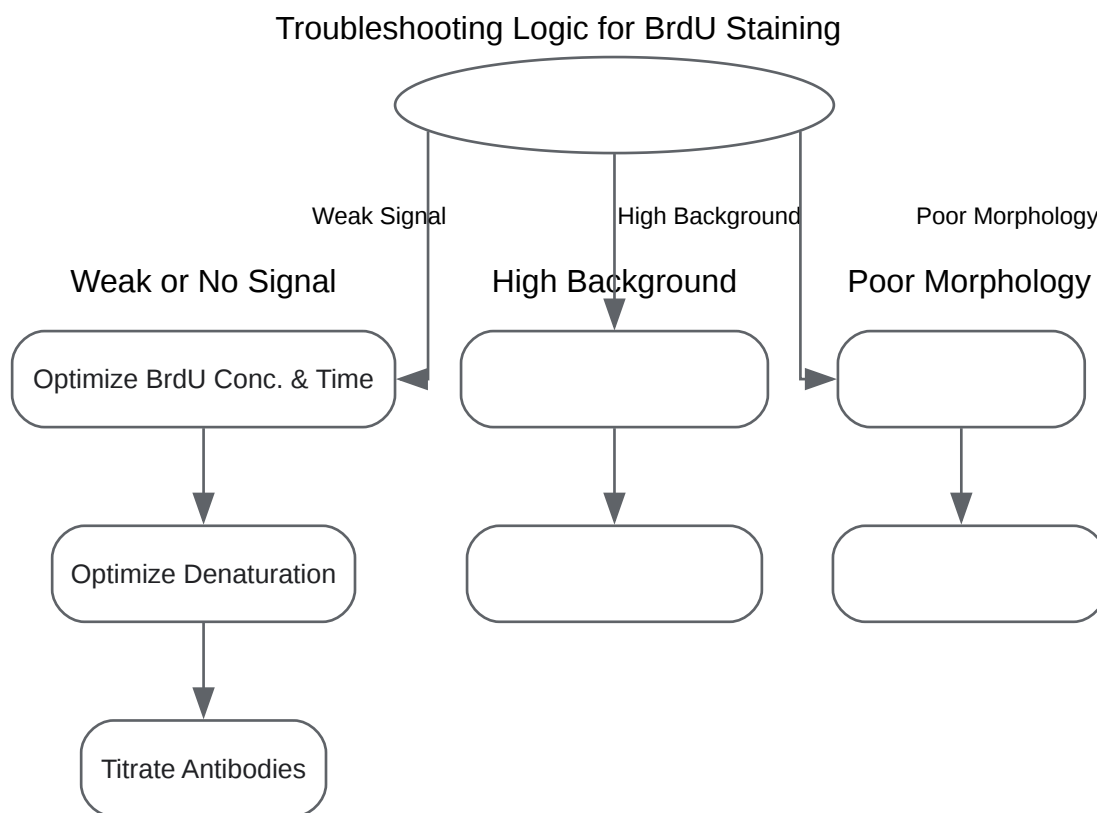 Troubleshooting Logic for BrdU Staining
Weak Signal
High Background
Poor Morphology
Weak or No Signal
High Background
Poor Morphology
Optimize BrdU Conc. & Time
Optimize Denaturation
Titrate Antibodies